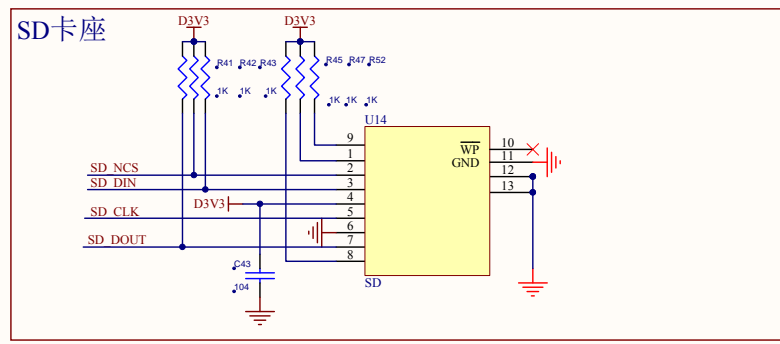 SD卡座
D3V3 D3V3
R41 R42 R43 R45 R47 R52
1K 1K 1K 1K 1K 1K
U14
9
WP 10
1
GND 11
SD_NCS 2
12
SD_DIN 3
13
D3V3 4
SD_CLK 5
6
SD_DOUT 7
8
C43
SD
104